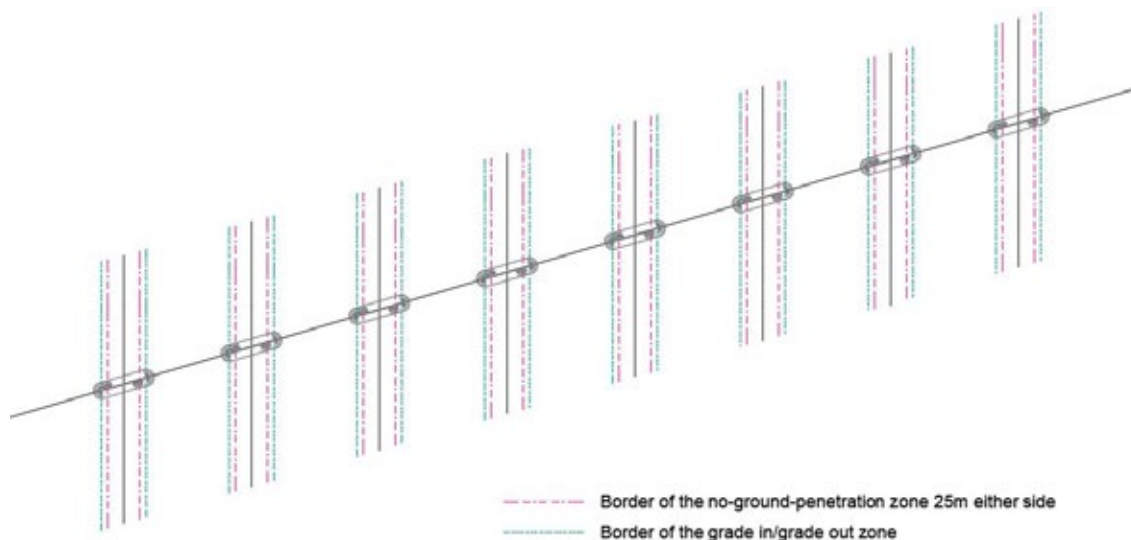 Border of the no-ground-penetration zone 25m either side
Border of the grade in/grade out zone